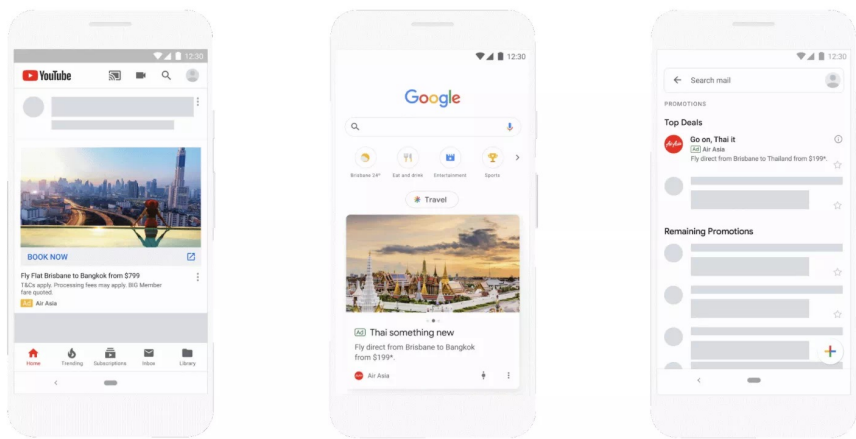 12:30
YouTube
BOOK NOW
Fly Flat Brisbane to Bangkok from $799
T&Cs apply. Processing fees may apply. BIG Member
fare quoted.
Ad Air Asia
Home Trending Subscriptions Inbox Library
12:30
Google
Brisbane 24° Eat and drink Entertainment Sports
Travel
Ad Thai something new
Fly direct from Brisbane to Bangkok
from $199*.
Air Asia
12:30
Search mail
PROMOTIONS
Top Deals
AirAsia
Go on, Thai it
Ad Air Asia
Fly direct from Brisbane to Thailand from $199*.
Remaining Promotions